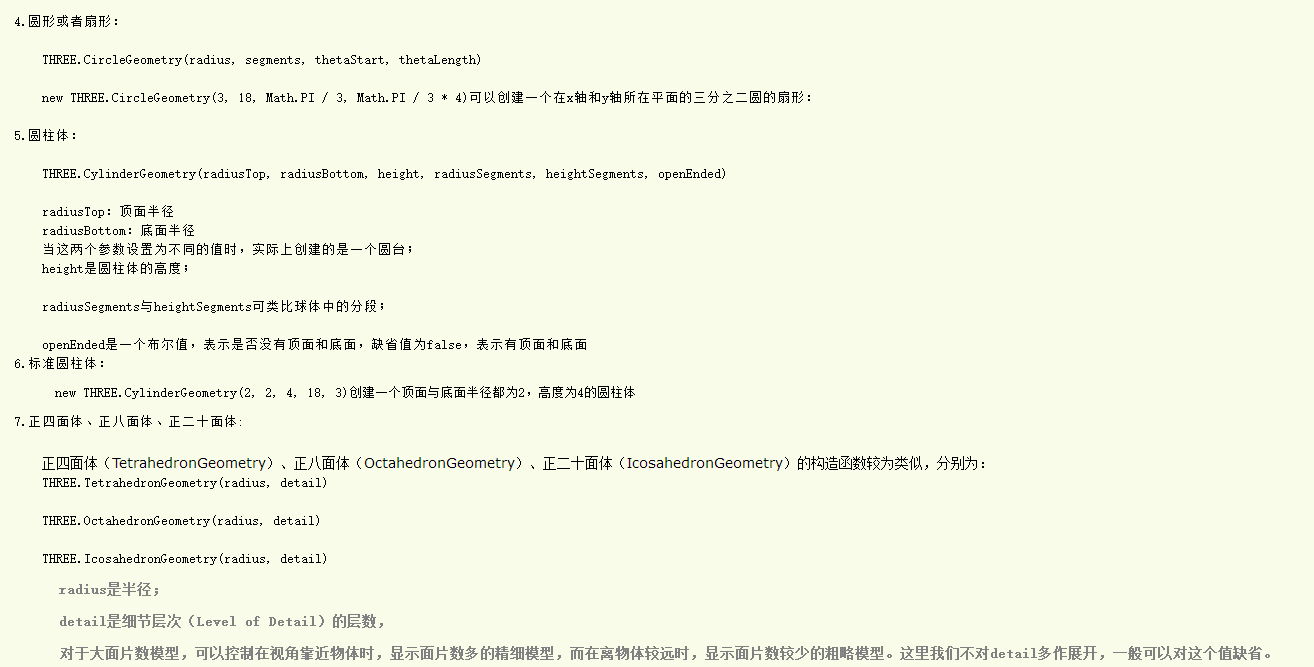 4.圆形或者扇形：
THREE.CircleGeometry(radius, segments, thetaStart, thetaLength)
new THREE.CircleGeometry(3, 18, Math.PI / 3, Math.PI / 3 * 4)可以创建一个在x轴和y轴所在平面的三分之二圆的扇形：
5.圆柱体：
THREE.CylinderGeometry(radiusTop, radiusBottom, height, radiusSegments, heightSegments, openEnded)
radiusTop：顶面半径
radiusBottom：底面半径
当这两个参数设置为不同的值时，实际上创建的是一个圆台；
height是圆柱体的高度；
radiusSegments与heightSegments可类比球体中的分段；
openEnded是一个布尔值，表示是否没有顶面和底面，缺省值为false，表示有顶面和底面
6.标准圆柱体：
new THREE.CylinderGeometry(2, 2, 4, 18, 3)创建一个顶面与底面半径都为2，高度为4的圆柱体
7.正四面体、正八面体、正二十面体:
正四面体（TetrahedronGeometry）、正八面体（OctahedronGeometry）、正二十面体（IcosahedronGeometry）的构造函数较为类似，分别为：
THREE.TetrahedronGeometry(radius, detail)
THREE.OctahedronGeometry(radius, detail)
THREE.IcosahedronGeometry(radius, detail)
radius是半径；
detail是细节层次（Level of Detail）的层数，
对于大面片数模型，可以控制在视角靠近物体时，显示面片数多的精细模型，而在离物体较远时，显示面片数较少的粗略模型。这里我们不对detail多作展开，一般可以对这个值缺省。